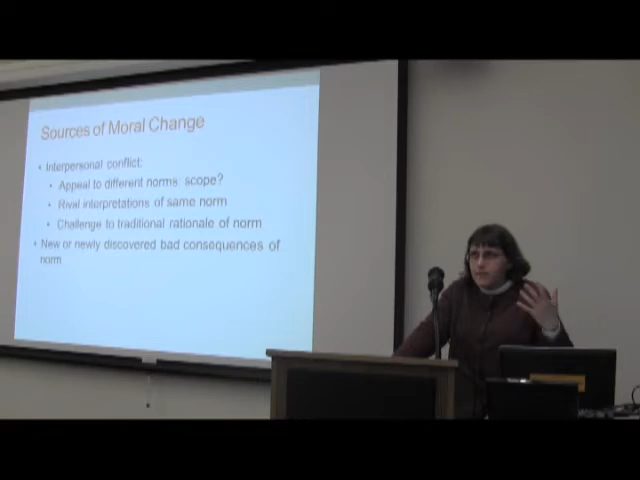 Sources of Moral Change
• Interpersonal conflict:
• Appeal to different norms: scope?
• Rival interpretations of same norm
• Challenge to traditional rationale of norm
• New or newly discovered bad consequences of
norm